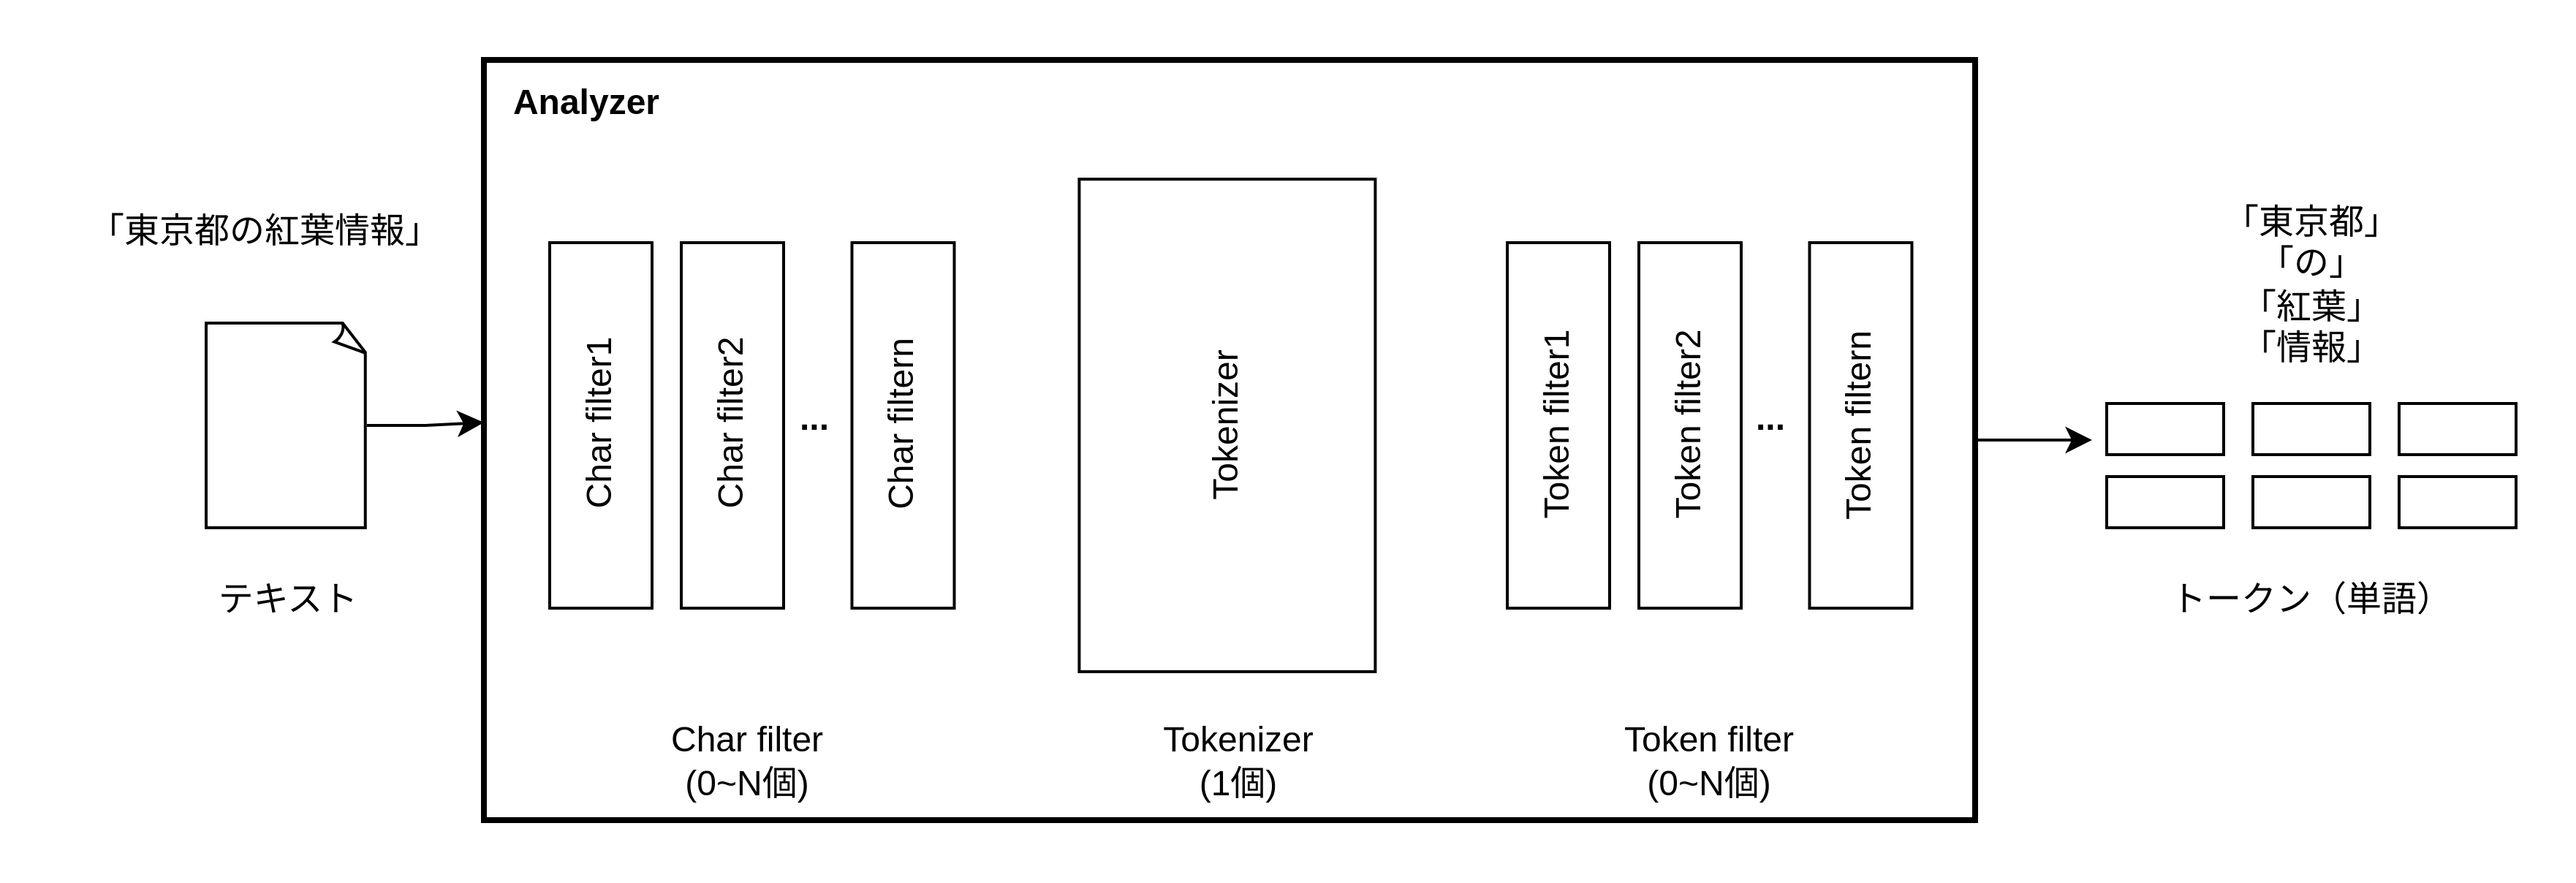 Analyzer
「東京都の紅葉情報」
テキスト
Char filter1
Char filter2
...
Char filtern
Tokenizer
Token filter1
Token filter2
...
Token filtern
Char filter
(0~N個)
Tokenizer
(1個)
Token filter
(0~N個)
「東京都」
「の」
「紅葉」
「情報」
トークン（単語）